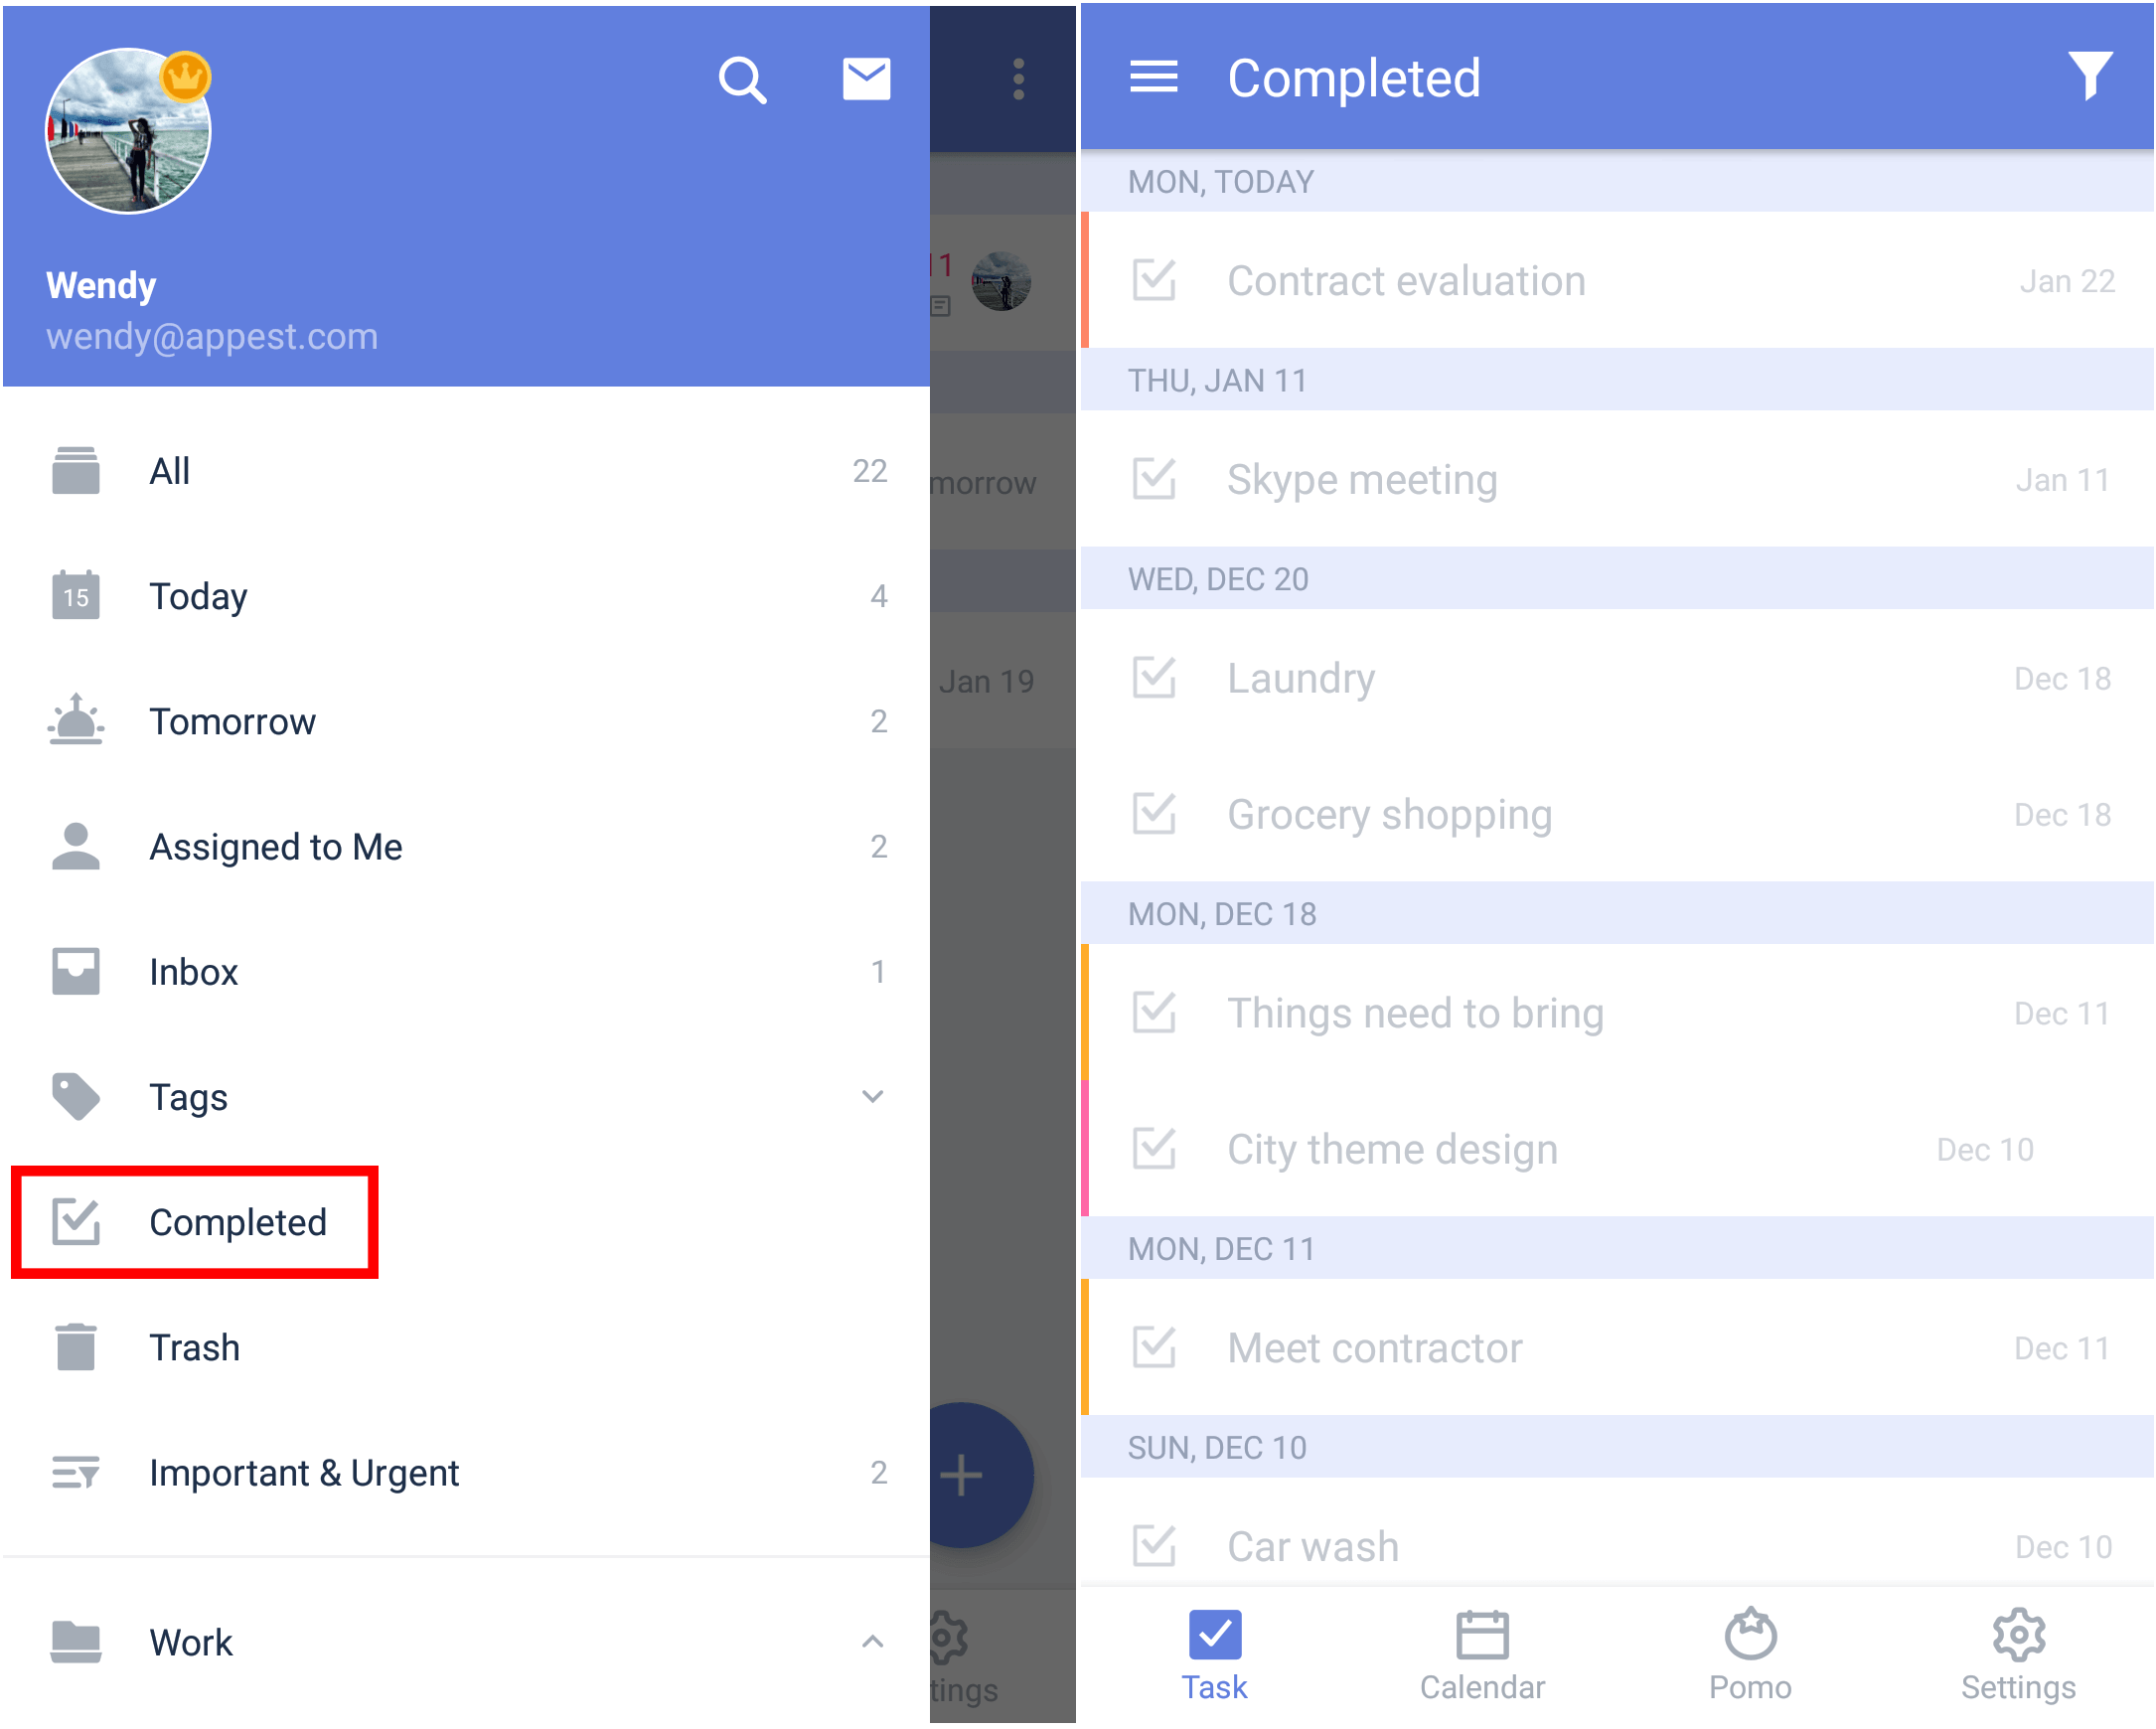 Wendy
wendy@appest.com
All 22
15 Today 4
Tomorrow 2
Assigned to Me 2
Inbox 1
Tags
Completed
Trash
Important & Urgent 2
Work
11
morrow
Jan 19
tings
Completed
MON, TODAY
Contract evaluation Jan 22
THU, JAN 11
Skype meeting Jan 11
WED, DEC 20
Laundry Dec 18
Grocery shopping Dec 18
MON, DEC 18
Things need to bring Dec 11
City theme design Dec 10
MON, DEC 11
Meet contractor Dec 11
SUN, DEC 10
Car wash Dec 10
Task Calendar Pomo Settings